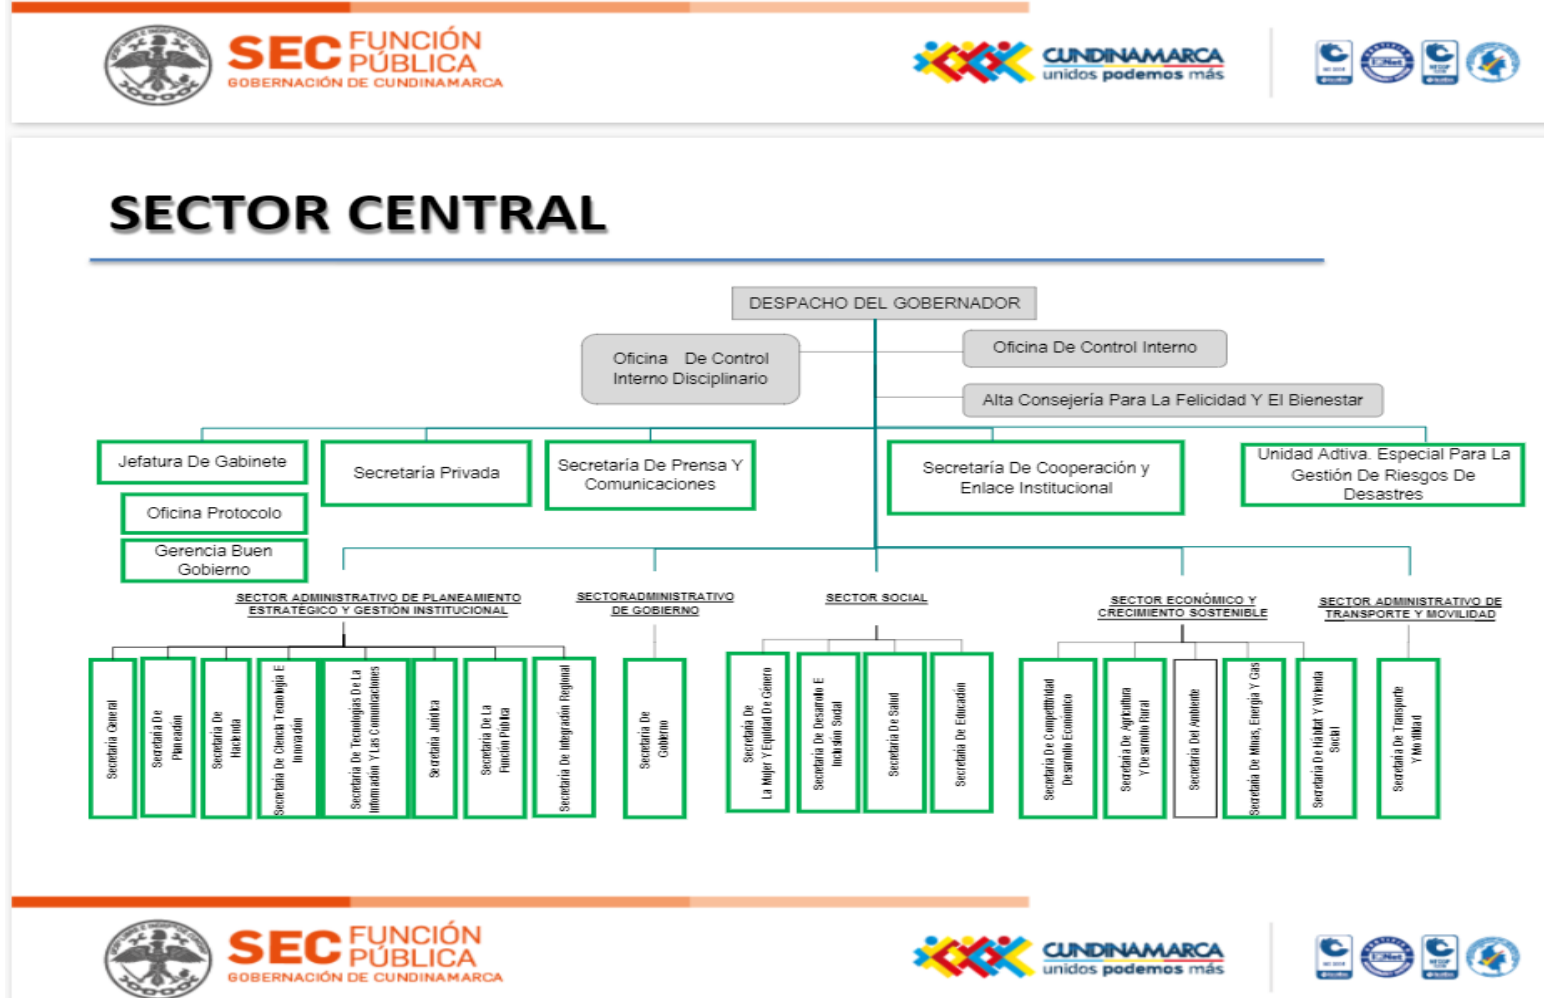 SEC FUNCIÓN
PÚBLICA
GOBERNACIÓN DE CUNDINAMARCA
CUNDINAMARCA
unidos podemos más
SECTOR CENTRAL
DESPACHO DEL GOBERNADOR
Oficina De Control
Interno Disciplinario
Oficina De Control Interno
Alta Consejería Para La Felicidad Y El Bienestar
Jefatura De Gabinete
Oficina Protocolo
Gerencia Buen
Gobierno
Secretaría Privada
Secretaría De Prensa Y
Comunicaciones
Secretaría De Cooperación y
Enlace Institucional
Unidad Adtiva. Especial Para La
Gestión De Riesgos De
Desastres
SECTOR ADMINISTRATIVO DE PLANEAMIENTO
ESTRATÉGICO Y GESTIÓN INSTITUCIONAL
SECTORADMINISTRATIVO
DE GOBIERNO
SECTOR SOCIAL
SECTOR ECONÓMICO Y
CRECIMIENTO SOSTENIBLE
SECTOR ADMINISTRATIVO DE
TRANSPORTE Y MOVILIDAD
Secretaría General
Secretaría De
Planeación
Secretaría De
Hacienda
Secretaría De Ciencia Tecnología E
Innovación
Secretaría De Tecnologías De La
Información Y Las Comunicaciones
Secretaría Jurídica
Secretaría De La
Función Pública
Secretaría De Integración Regional
Secretaría De
Gobierno
Secretaría De
La Mujer Y Equidad De Género
Secretaría De Desarrollo E
Inclusión Social
Secretaría De Salud
Secretaría De Educación
Secretaría De Competitividad
Desarrollo Económico
Secretaría De Agricultura
Y Desarrollo Rural
Secretaría Del Ambiente
Secretaría De Minas, Energía Y Gas
Secretaría De Hábitat Y Vivienda
Social
Secretaría De Transporte
Y Movilidad
SEC FUNCIÓN
PÚBLICA
GOBERNACIÓN DE CUNDINAMARCA
CUNDINAMARCA
unidos podemos más